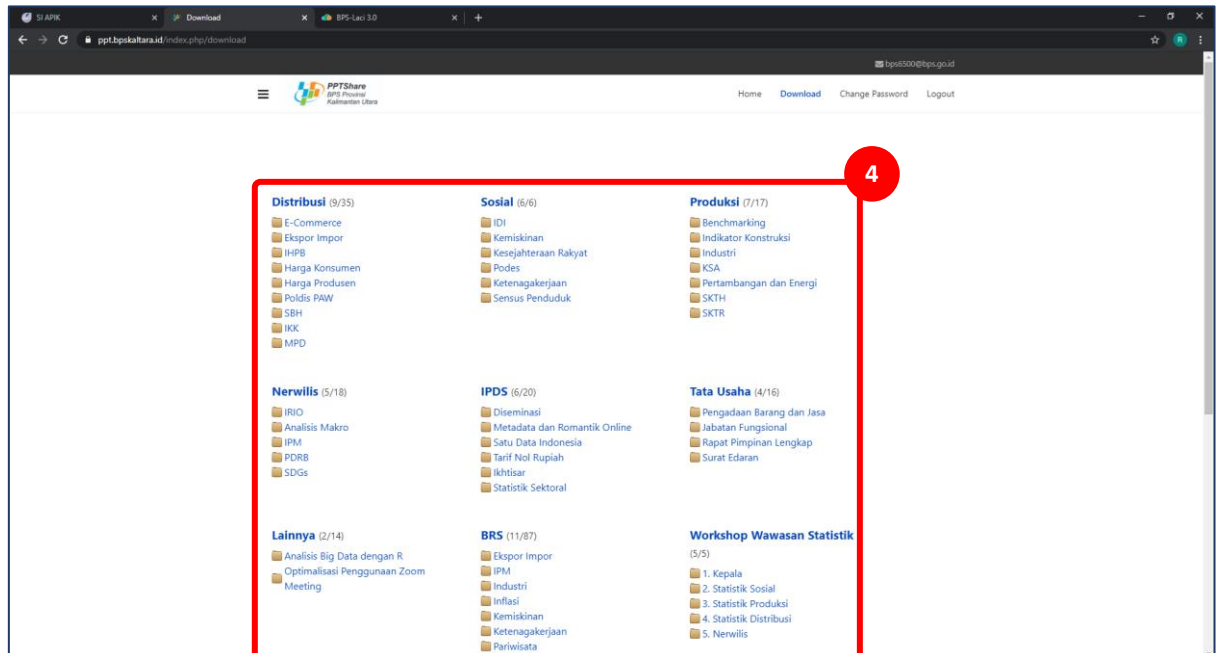 SI APIK
Download
BPS-Laci 3.0
ppt.bpskaltara.id/index.php/download
R
bps6500@bps.go.id
PPTShare
BPS Provinsi
Kalimantan Utara
Home Download Change Password Logout
4
Distribusi (9/35)
E-Commerce
Ekspor Impor
IHPB
Harga Konsumen
Harga Produsen
Poldis PAW
SBH
IKK
MPD
Sosial (6/6)
IDI
Kemiskinan
Kesejahteraan Rakyat
Podes
Ketenagakerjaan
Sensus Penduduk
Produksi (7/17)
Benchmarking
Indikator Konstruksi
Industri
KSA
Pertambangan dan Energi
SKTH
SKTR
Nerwilis (5/18)
IRIO
Analisis Makro
IPM
PDRB
SDGs
IPDS (6/20)
Diseminasi
Metadata dan Romantik Online
Satu Data Indonesia
Tarif Nol Rupiah
Ikhtisar
Statistik Sektoral
Tata Usaha (4/16)
Pengadaan Barang dan Jasa
Jabatan Fungsional
Rapat Pimpinan Lengkap
Surat Edaran
Lainnya (2/14)
Analisis Big Data dengan R
Optimalisasi Penggunaan Zoom
Meeting
BRS (11/87)
Ekspor Impor
IPM
Industri
Inflasi
Kemiskinan
Ketenagakerjaan
Pariwisata
Workshop Wawasan Statistik
(5/5)
1. Kepala
2. Statistik Sosial
3. Statistik Produksi
4. Statistik Distribusi
5. Nerwilis